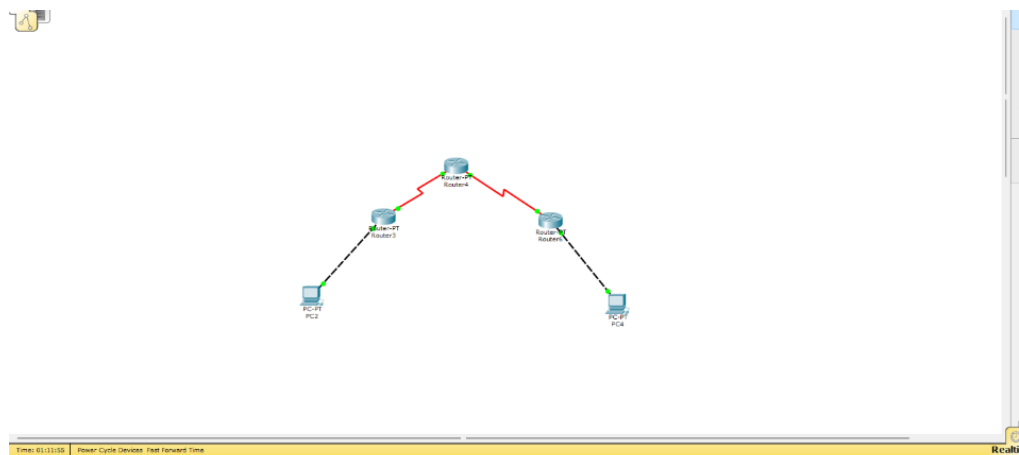 Router-PT
Router4
Router-PT
Router3
Router-PT
PC-PT
PC2
PC-PT
PC4
Time: 01:11:55 Power Cycle Devices Fast Forward Time